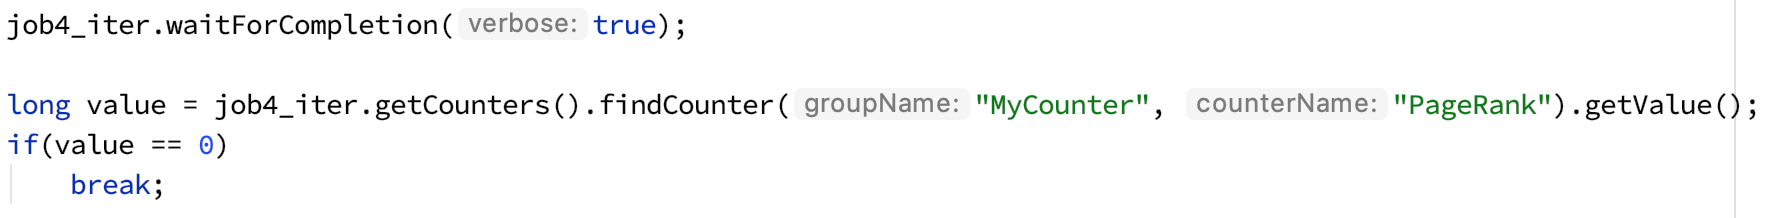 job4_iter.waitForCompletion( verbose: true);
long value = job4_iter.getCounters().findCounter( groupName: "MyCounter", counterName: "PageRank").getValue();
if(value == 0)
    break;